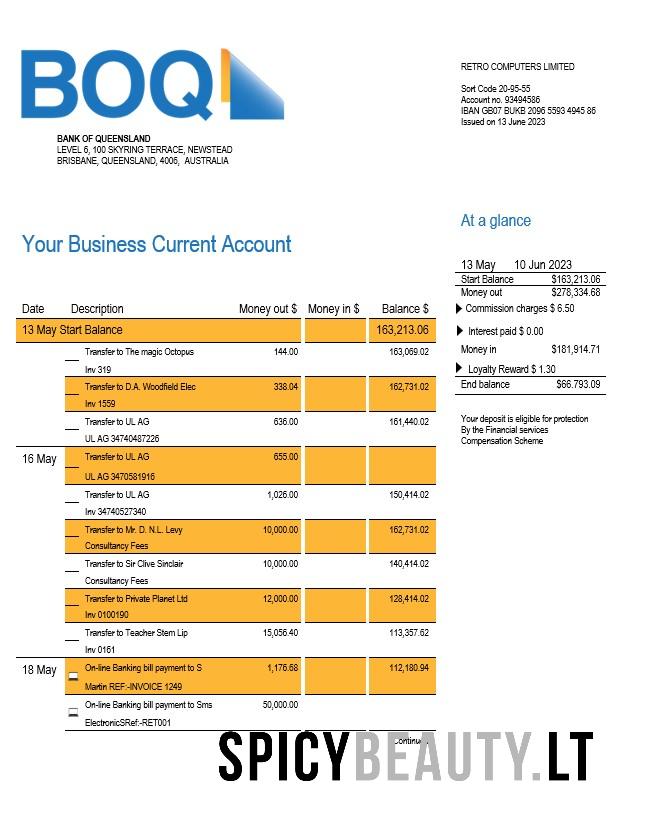 BOQ
RETRO COMPUTERS LIMITED
Sort Code 20-95-55
Account no. 93494586
IBAN GB07 BUKB 2096 5593 4945 86
Issued on 13 June 2023
BANK OF QUEENSLAND
LEVEL 6, 100 SKYRING TERRACE, NEWSTEAD
BRISBANE, QUEENSLAND, 4006, AUSTRALIA
At a glance
Your Business Current Account
13 May 10 Jun 2023
Start Balance $163,213.06
Money out $278,334.68
Commission charges $ 6.50
Interest paid $ 0.00
Money in $181,914.71
Loyalty Reward $ 1.30
End balance $66.793.09
Your deposit is eligible for protection
By the Financial services
Compensation Scheme
Date Description Money out $ Money in $ Balance $
13 May Start Balance 163,213.06
Transfer to The magic Octopus 144.00 163,069.02
Inv 319
Transfer to D.A. Woodfield Elec 338.04 162,731.02
Inv 1559
Transfer to UL AG 636.00 161,440.02
UL AG 34740487226
16 May Transfer to UL AG 655.00
UL AG 3470581916
Transfer to UL AG 1,026.00 150,414.02
Inv 34740527340
Transfer to Mr. D. N.L. Levy 10,000.00 162,731.02
Consultancy Fees
Transfer to Sir Clive Sinclair 10,000.00 140,414.02
Consultancy Fees
Transfer to Private Planet Ltd 12,000.00 128,414.02
Inv 0100190
Transfer to Teacher Stem Lip 15,056.40 113,357.62
Inv 0161
18 May On-line Banking bill payment to S 1,176.68 112,180.94
Martin REF:-INVOICE 1249
On-line Banking bill payment to Sms 50,000.00
ElectronicSRef:-RET001
SPICYBEAUTY.LT